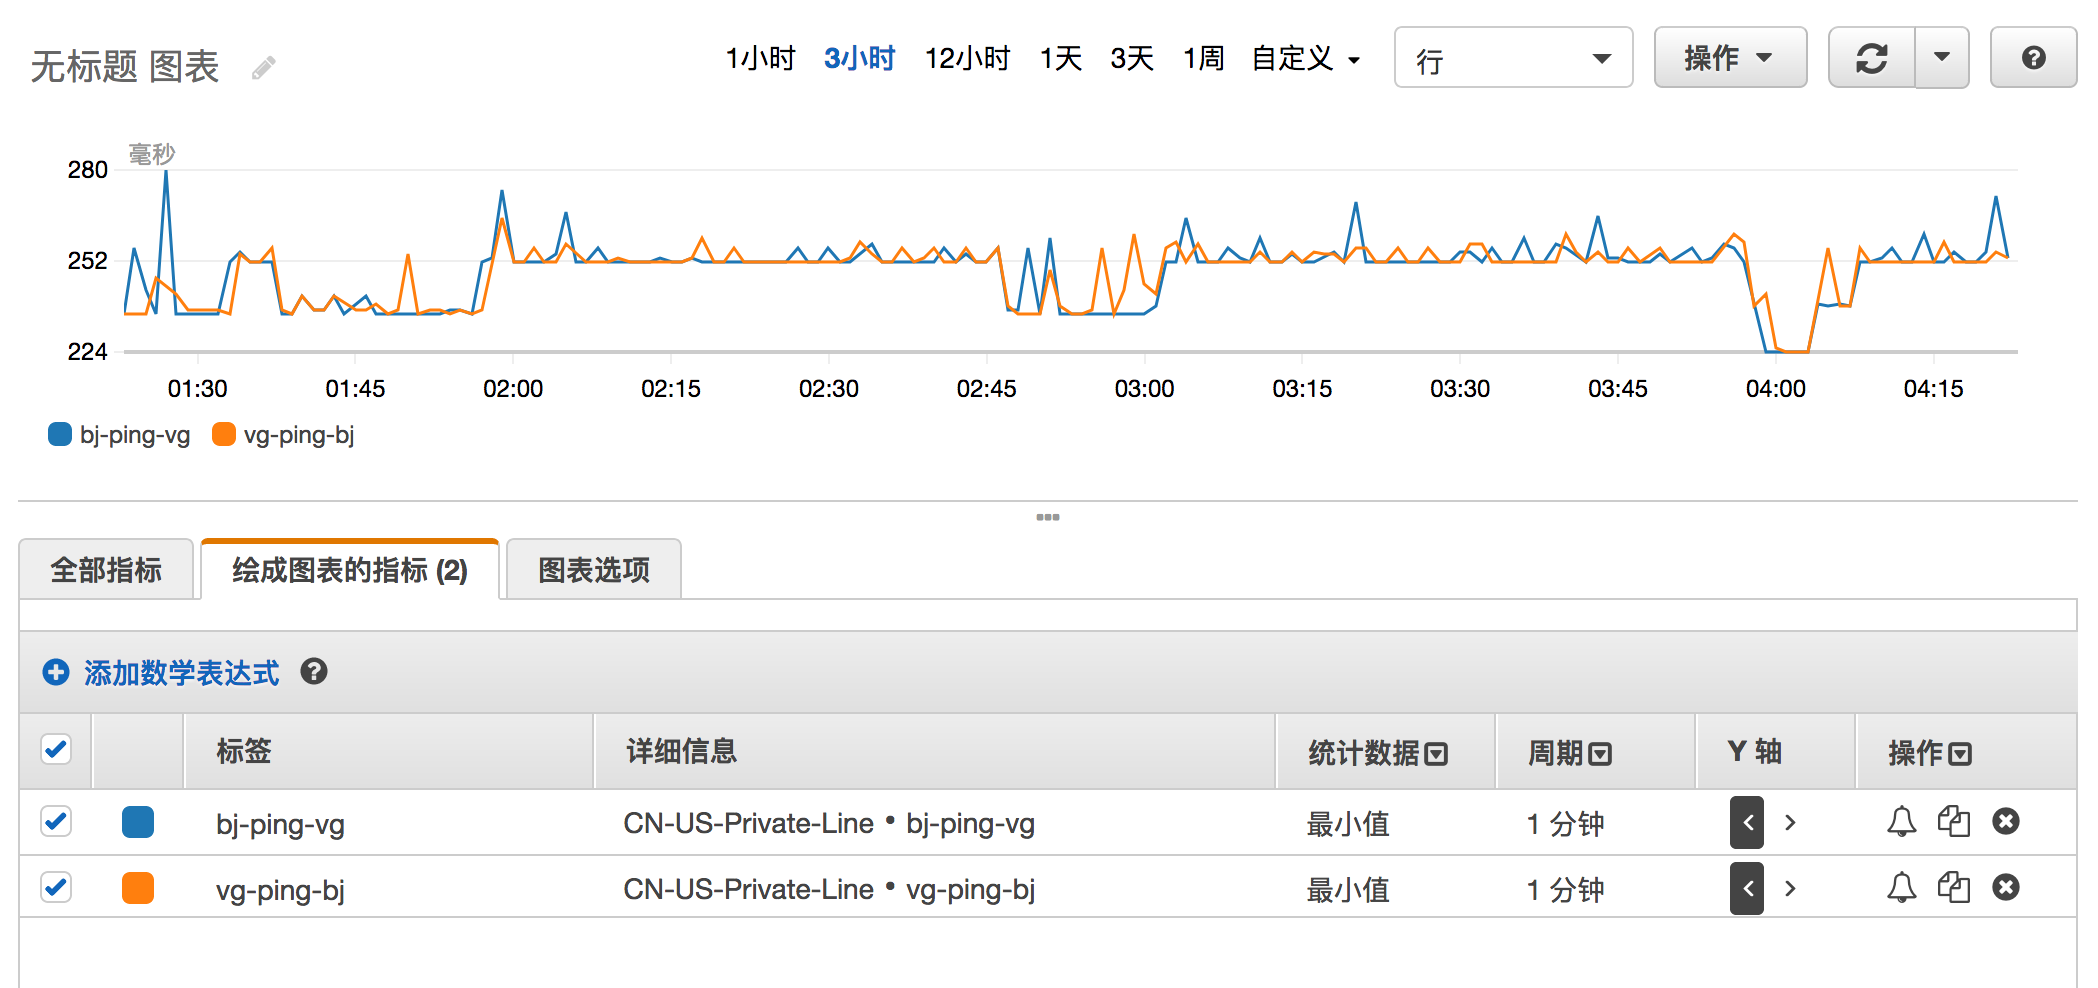 无标题 图表
1小时 3小时 12小时 1天 3天 1周 自定义 行 操作
毫秒
280
252
224
01:30 01:45 02:00 02:15 02:30 02:45 03:00 03:15 03:30 03:45 04:00 04:15
bj-ping-vg vg-ping-bj
全部指标 绘成图表的指标 (2) 图表选项
添加数学表达式
标签 详细信息 统计数据 周期 Y 轴 操作
bj-ping-vg CN-US-Private-Line • bj-ping-vg 最小值 1 分钟
vg-ping-bj CN-US-Private-Line • vg-ping-bj 最小值 1 分钟